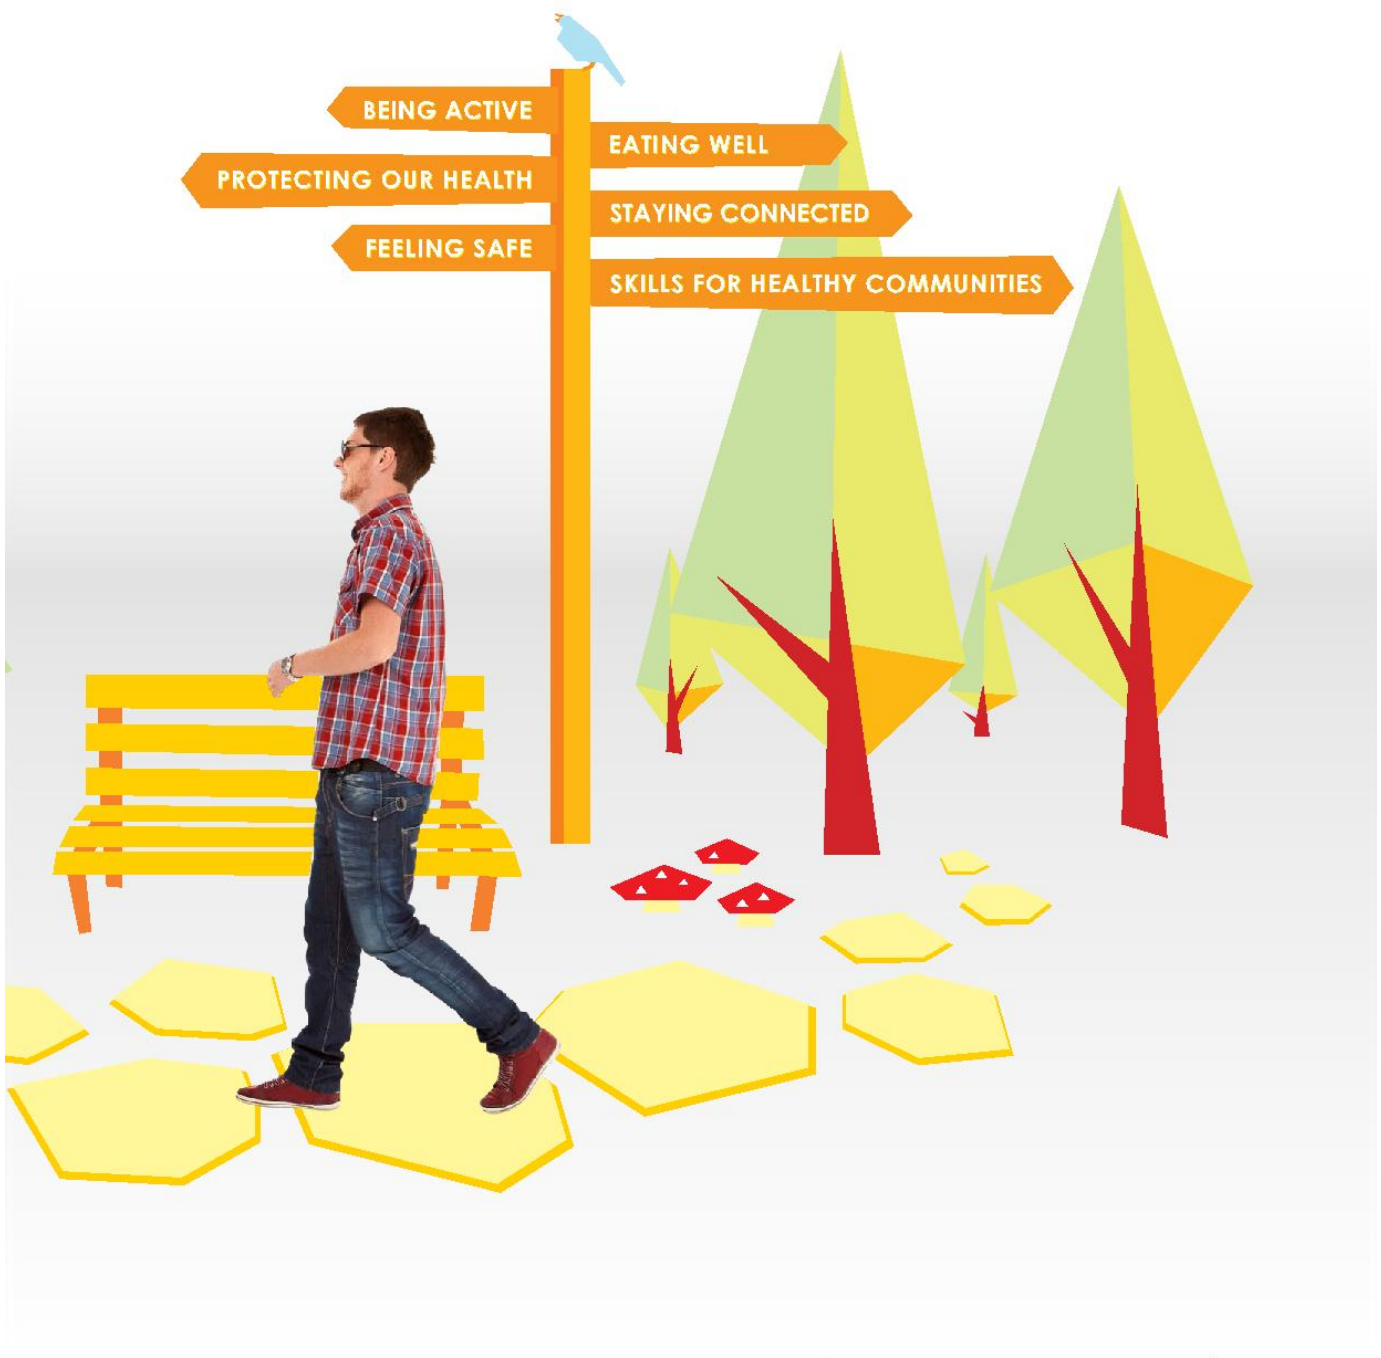 BEING ACTIVE
EATING WELL
PROTECTING OUR HEALTH
STAYING CONNECTED
FEELING SAFE
SKILLS FOR HEALTHY COMMUNITIES